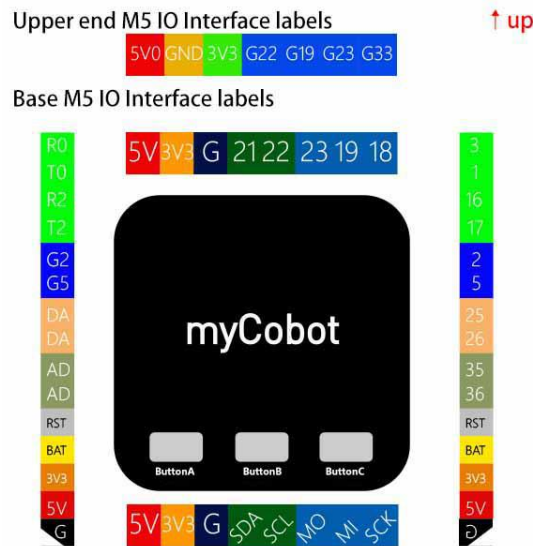 Upper end M5 IO Interface labels
↑ up
5V0 GND 3V3 G22 G19 G23 G33
Base M5 IO Interface labels
5V 3V3 G 21 22 23 19 18
R0
T0
R2
T2
G2
G5
DA
DA
AD
AD
RST
BAT
3V3
5V
G
myCobot
ButtonA ButtonB ButtonC
3
1
16
17
2
5
25
26
35
36
RST
BAT
3V3
5V
G
5V 3V3 G SDA SCL MO MI SCK